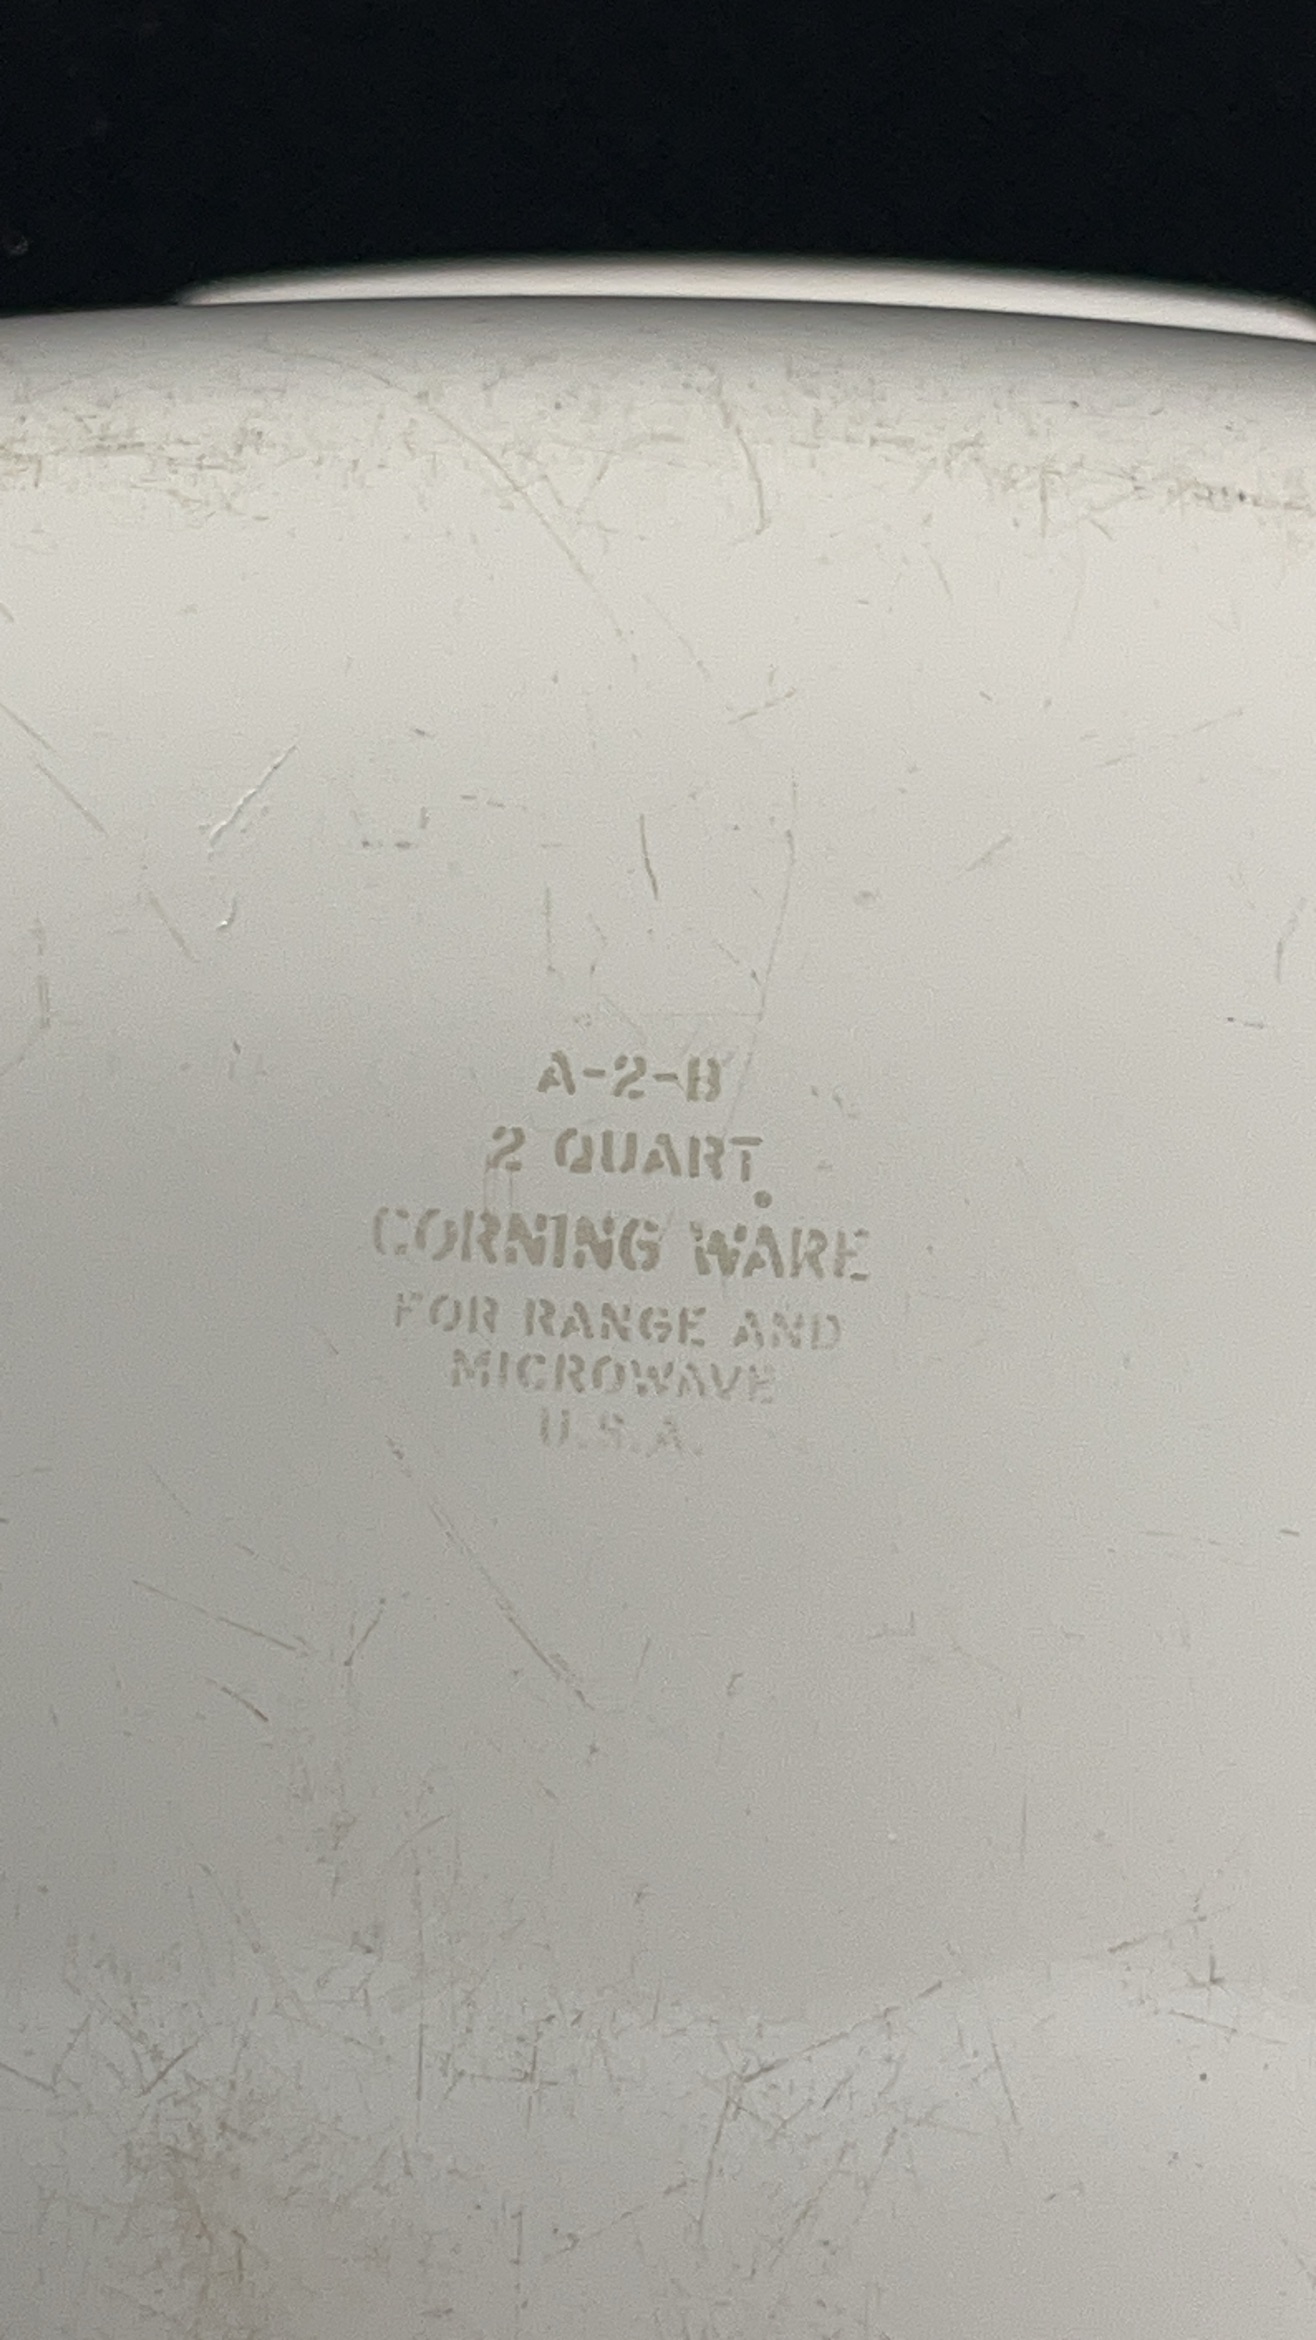 A-2-B
2 QUART
CORNING WARE®
FOR RANGE AND
MICROWAVE
U.S.A.